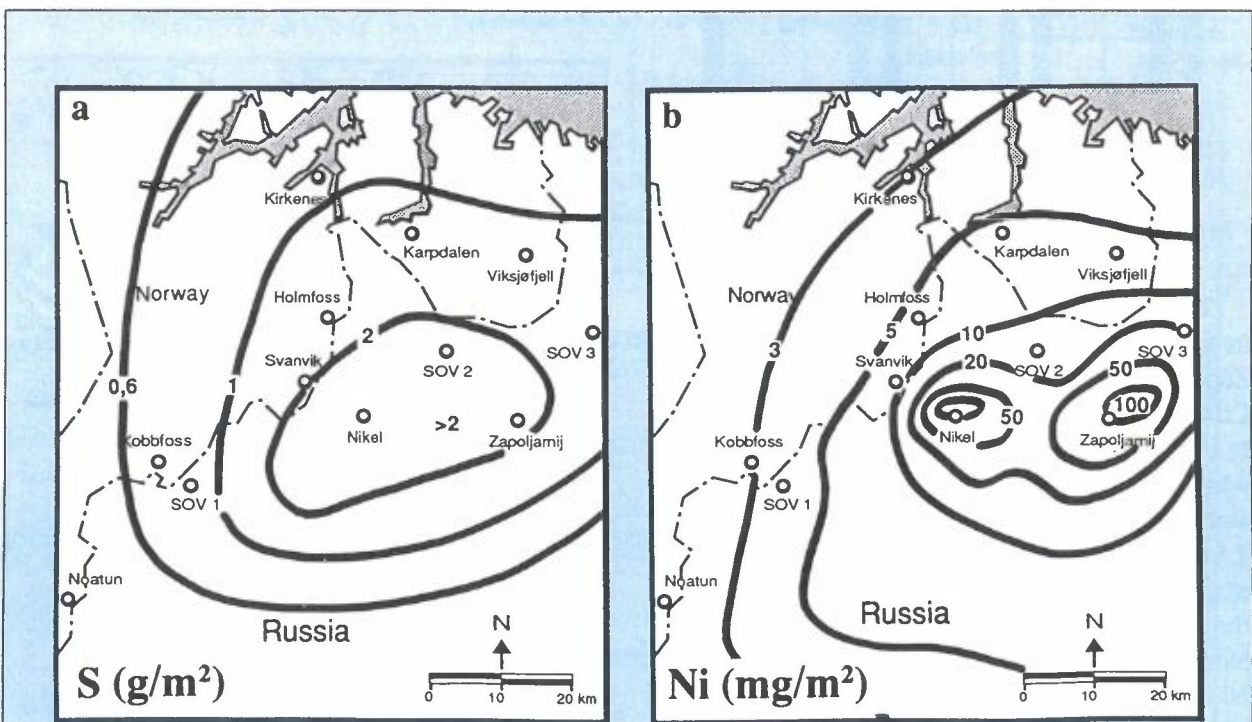 a
Kirkenes
Karpdalen
Viksjøfjell
Norway
Holmfoss
2
SOV 3
Svanvik
SOV 2
0,6
1
Nikel
>2
Zapoljarnij
Kobbfoss
SOV 1
Noatun
Russia
N
S (g/m²)
0 10 20 km
b
Kirkenes
Karpdalen
Viksjøfjell
Norway
Holmfoss
3
5
10
SOV 3
Svanvik
20
SOV 2
50
100
Nikel
50
Zapoljarnij
Kobbfoss
SOV 1
Noatun
Russia
N
Ni (mg/m²)
0 10 20 km